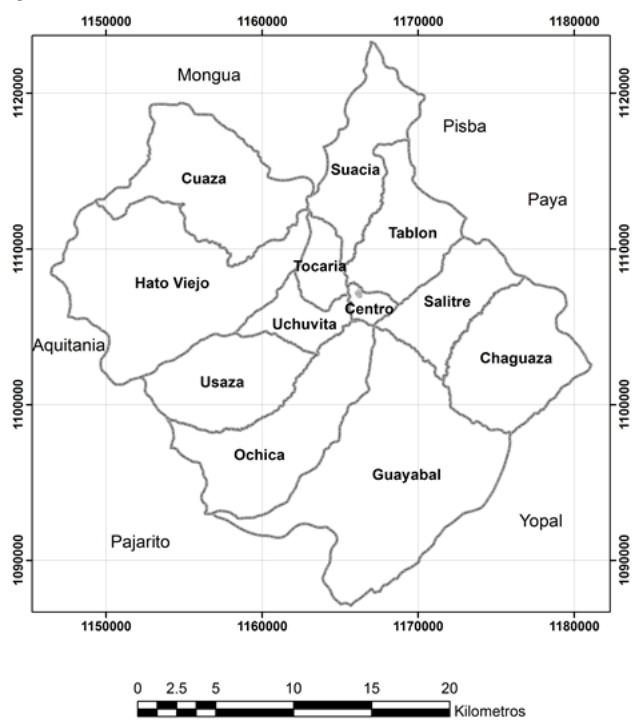 1150000 1160000 1170000 1180000
Mongua
1120000 1120000
Pisba
Suacia
Cuaza
Paya
Tablon
1110000 1110000
Tocaria
Hato Viejo
Salitre
Centro
Uchuvita
Aquitania
Chaguaza
Usaza
1100000 1100000
Ochica
Guayabal
Yopal
Pajarito
1090000 1090000
1150000 1160000 1170000 1180000
0 2.5 5 10 15 20
Kilometros